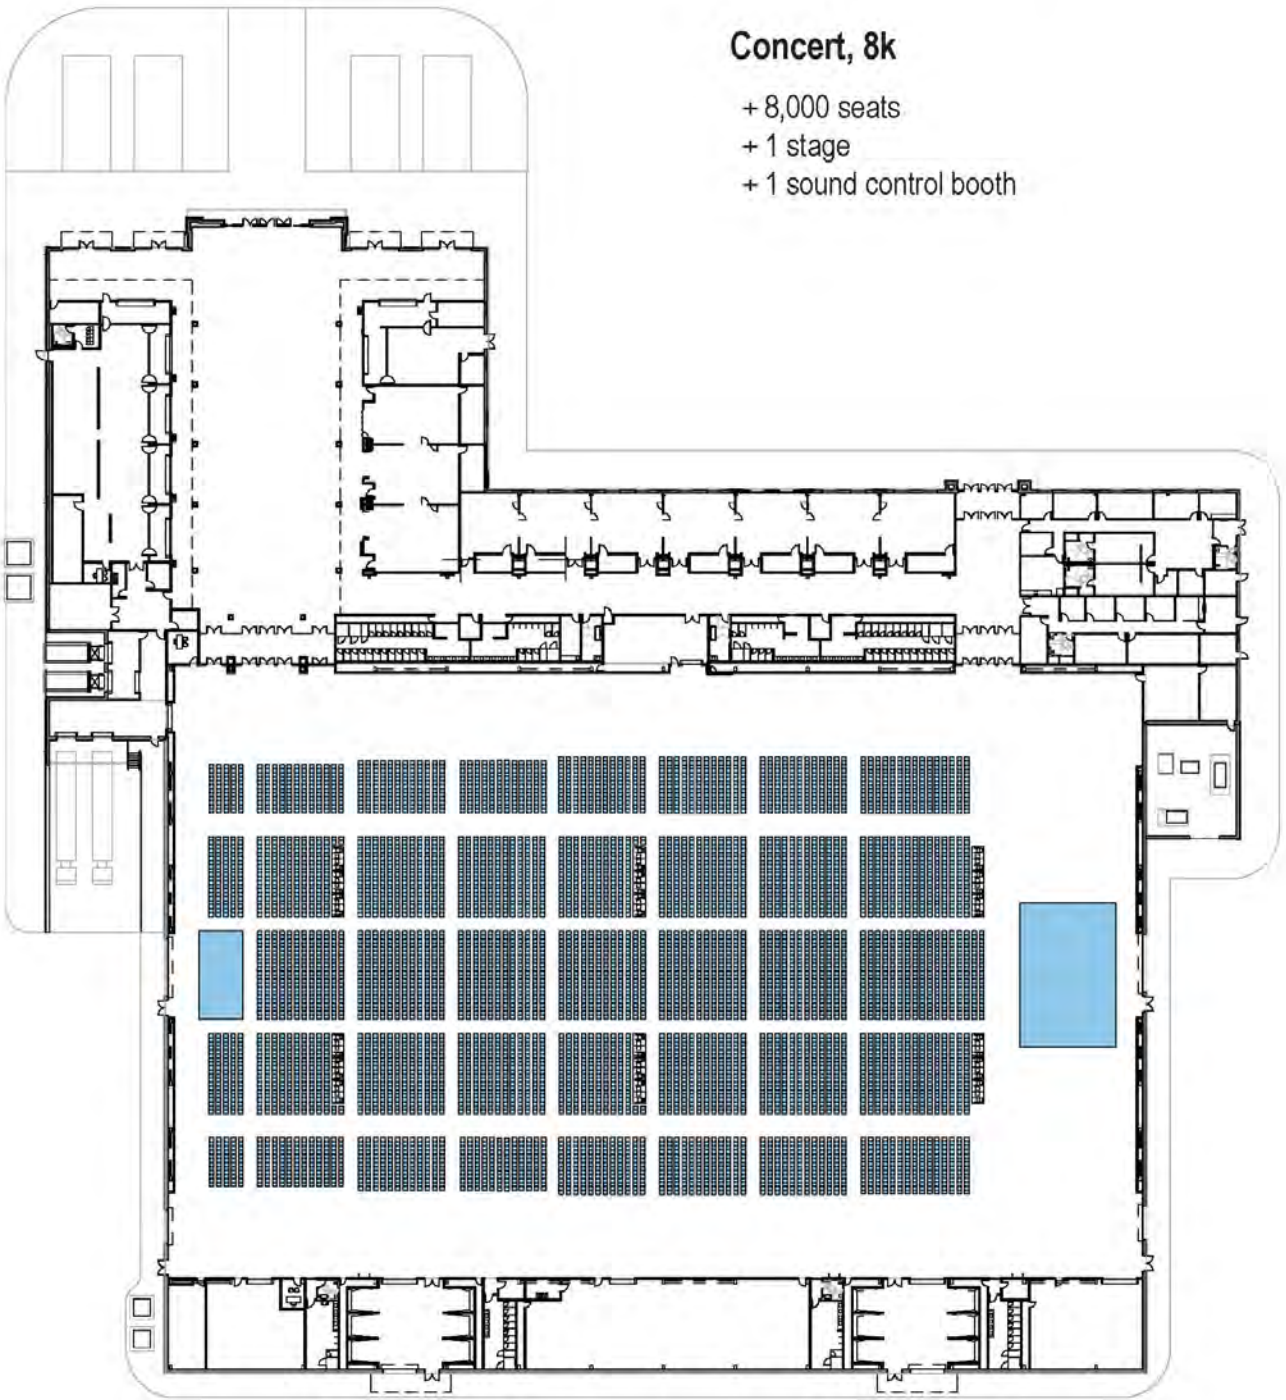 Concert, 8k
+ 8,000 seats
+ 1 stage
+ 1 sound control booth